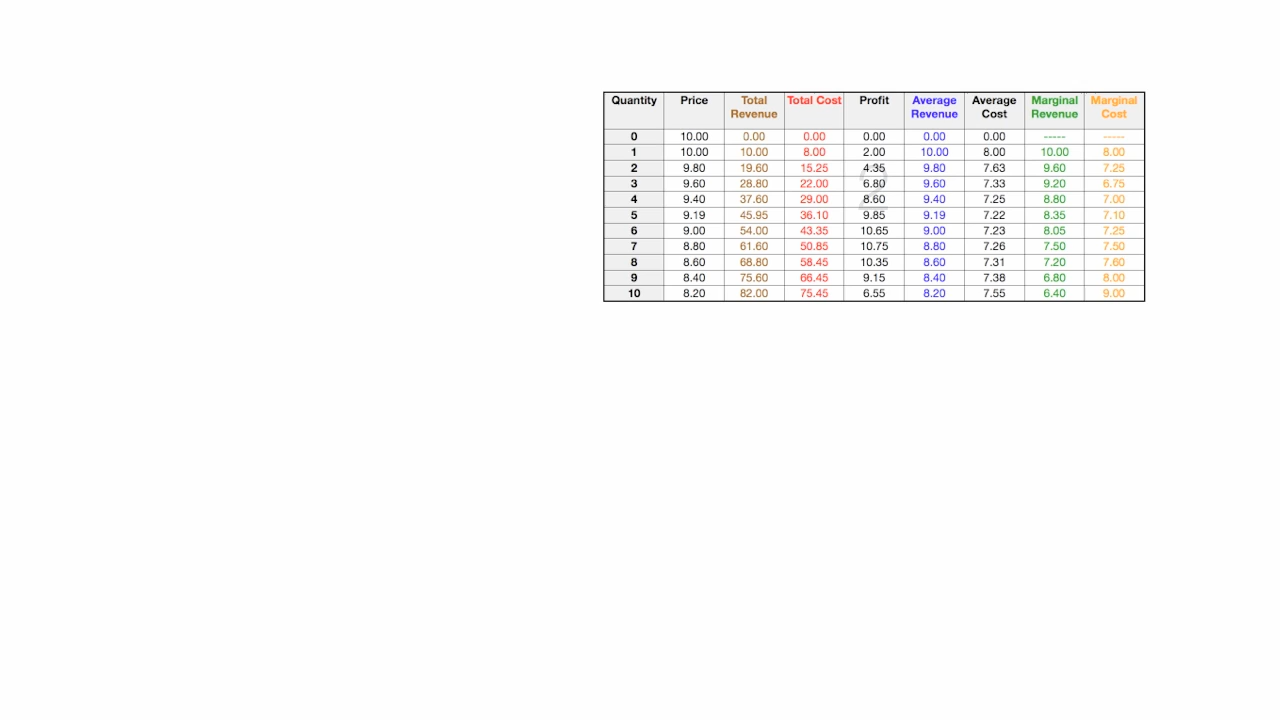 Quantity Price Total Revenue Total Cost Profit Average Revenue Average Cost Marginal Revenue Marginal Cost
0 10.00 0.00 0.00 0.00 0.00 0.00 ----- -----
1 10.00 10.00 8.00 2.00 10.00 8.00 10.00 8.00
2 9.80 19.60 15.25 4.35 9.80 7.63 9.60 7.25
3 9.60 28.80 22.00 6.80 9.60 7.33 9.20 6.75
4 9.40 37.60 29.00 8.60 9.40 7.25 8.80 7.00
5 9.19 45.95 36.10 9.85 9.19 7.22 8.35 7.10
6 9.00 54.00 43.35 10.65 9.00 7.23 8.05 7.25
7 8.80 61.60 50.85 10.75 8.80 7.26 7.50 7.50
8 8.60 68.80 58.45 10.35 8.60 7.31 7.20 7.60
9 8.40 75.60 66.45 9.15 8.40 7.38 6.80 8.00
10 8.20 82.00 75.45 6.55 8.20 7.55 6.40 9.00